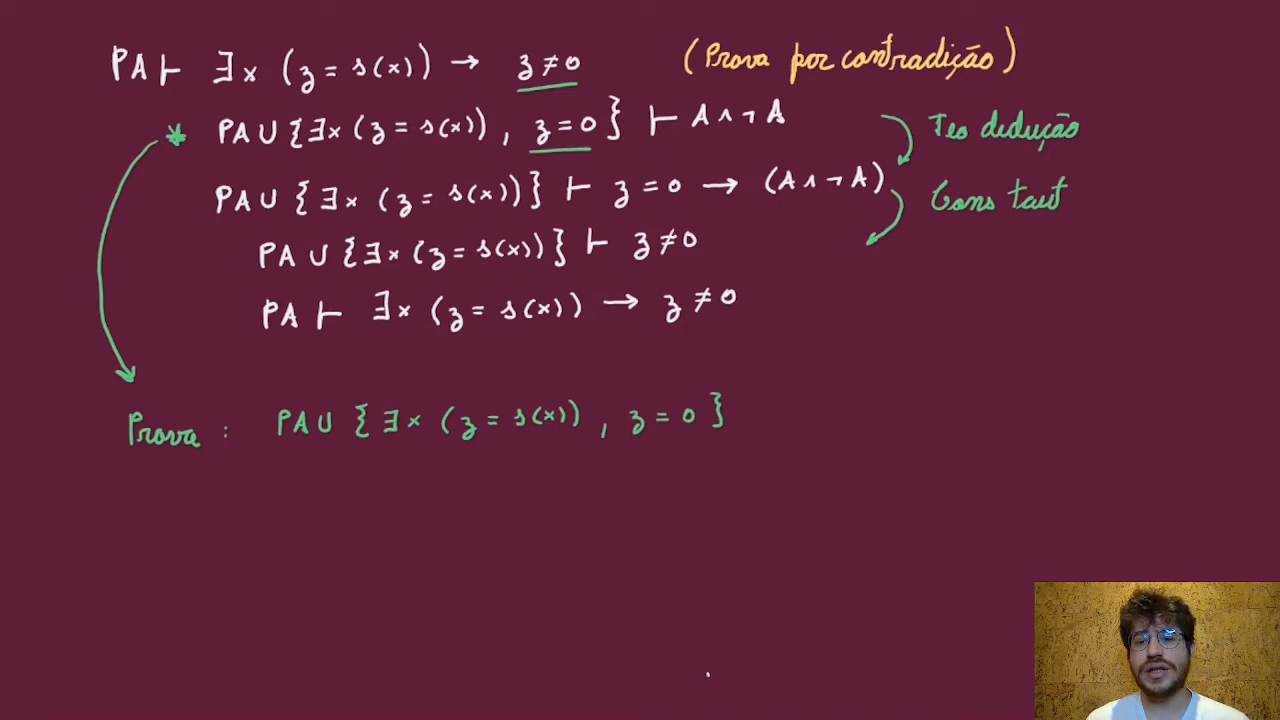 PA ⊢ ∃x (z = s(x)) → z ≠ 0 (Prova por contradição)
* PA ∪ {∃x (z = s(x)), z = 0} ⊢ A ∧ ¬A Teo dedução
PA ∪ {∃x (z = s(x))} ⊢ z = 0 → (A ∧ ¬A) Cons taut
PA ∪ {∃x (z = s(x))} ⊢ z ≠ 0
PA ⊢ ∃x (z = s(x)) → z ≠ 0
Prova : PA ∪ {∃x (z = s(x)), z = 0}